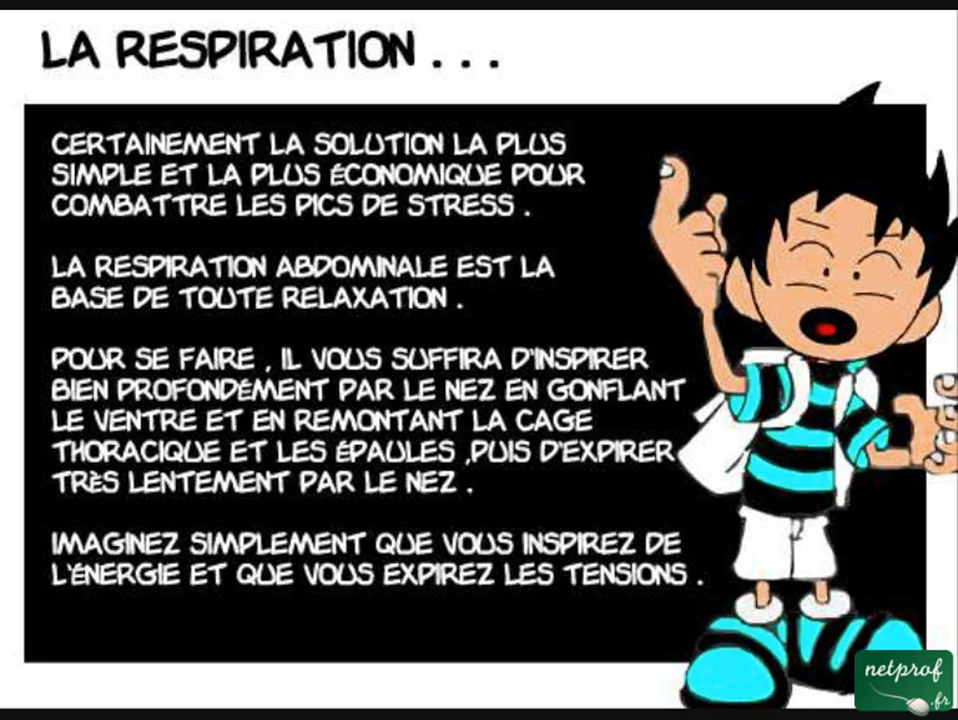 LA RESPIRATION . . .
CERTAINEMENT LA SOLUTION LA PLUS
SIMPLE ET LA PLUS ÉCONOMIQUE POUR
COMBATTRE LES PICS DE STRESS .
LA RESPIRATION ABDOMINALE EST LA
BASE DE TOUTE RELAXATION .
POUR SE FAIRE , IL VOUS SUFFIRA D'INSPIRER
BIEN PROFONDÉMENT PAR LE NEZ EN GONFLANT
LE VENTRE ET EN REMONTANT LA CAGE
THORACIQUE ET LES ÉPAULES ,PUIS D'EXPIRER
TRÈS LENTEMENT PAR LE NEZ .
IMAGINEZ SIMPLEMENT QUE VOUS INSPIREZ DE
L'ÉNERGIE ET QUE VOUS EXPIREZ LES TENSIONS .
netprof
.fr